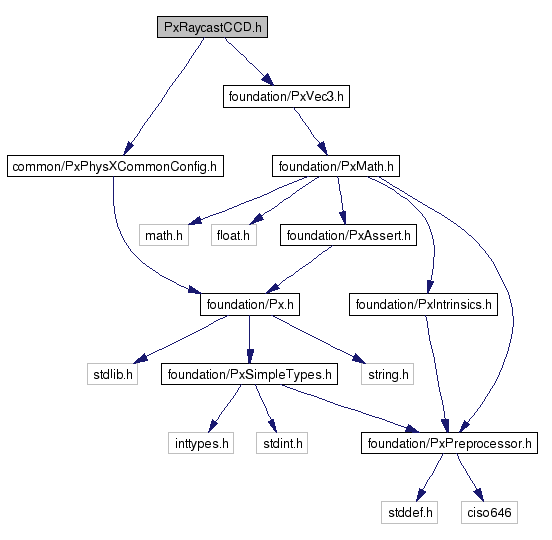 PxRaycastCCD.h
foundation/PxVec3.h
common/PxPhysXCommonConfig.h
foundation/PxMath.h
math.h
float.h
foundation/PxAssert.h
foundation/Px.h
foundation/PxIntrinsics.h
stdlib.h
foundation/PxSimpleTypes.h
string.h
inttypes.h
stdint.h
foundation/PxPreprocessor.h
stddef.h
ciso646